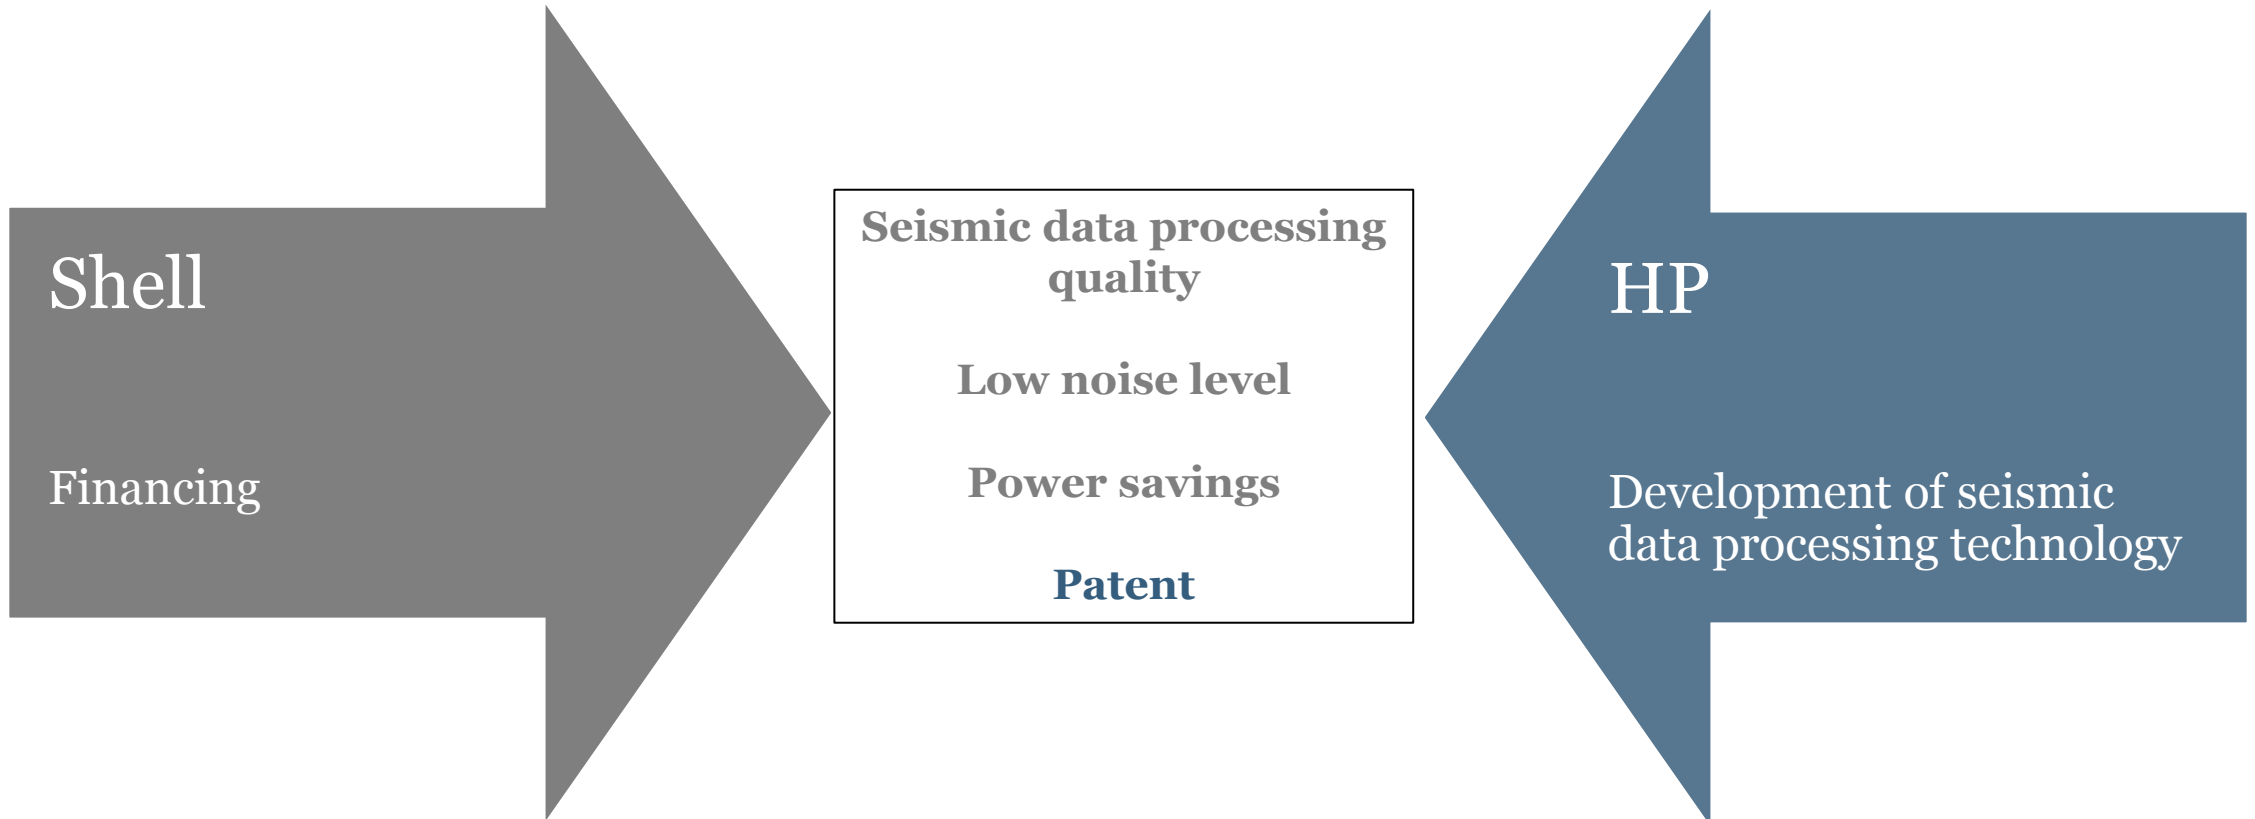 Shell
Financing
Seismic data processing
quality
Low noise level
Power savings
Patent
HP
Development of seismic
data processing technology